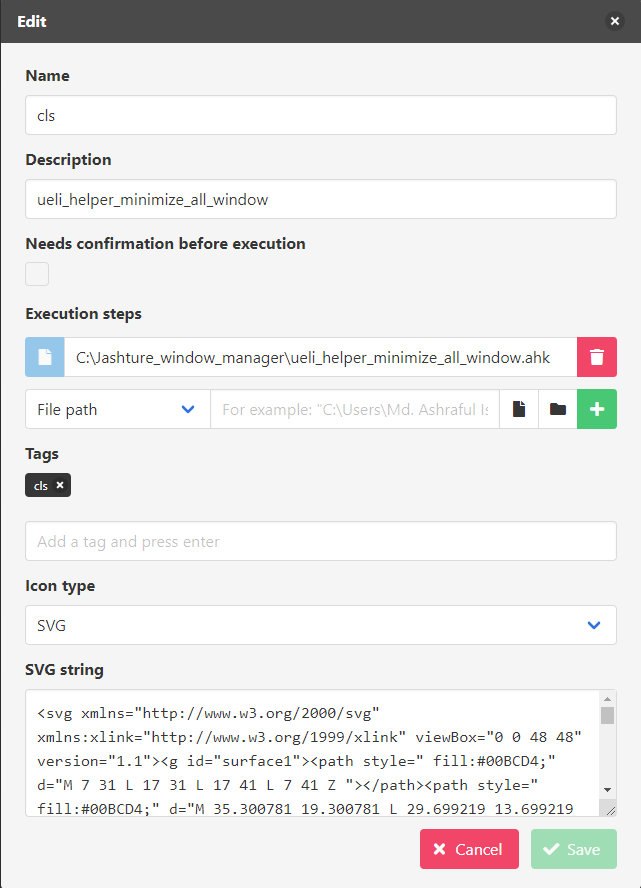 Edit
Name
cls
Description
ueli_helper_minimize_all_window
Needs confirmation before execution
Execution steps
C:\Jashture_window_manager\ueli_helper_minimize_all_window.ahk
File path
For example: "C:\Users\Md. Ashraful Is
Tags
cls
Add a tag and press enter
Icon type
SVG
SVG string
<svg xmlns="http://www.w3.org/2000/svg"
xmlns:xlink="http://www.w3.org/1999/xlink" viewBox="0 0 48 48"
version="1.1"><g id="surface1"><path style=" fill:#00BCD4;"
d="M 7 31 L 17 31 L 17 41 L 7 41 Z "></path><path style="
fill:#00BCD4;" d="M 35.300781 19.300781 L 29.699219 13.699219
Cancel
Save